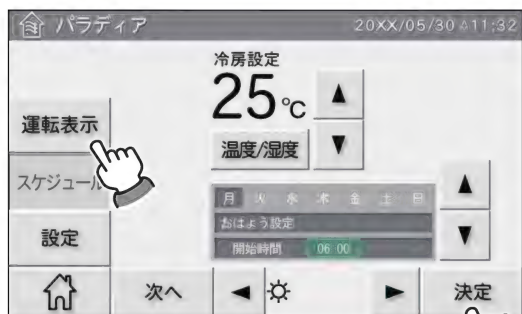 パラディア 20XX/05/30 11:32
冷房設定
25℃ ▲
▼
運転表示
温度/湿度
スケジュール
月 火 水 木 金 土 日
おはよう設定
開始時間 06:00
▲
▼
設定
次へ ◀ ▶ 決定